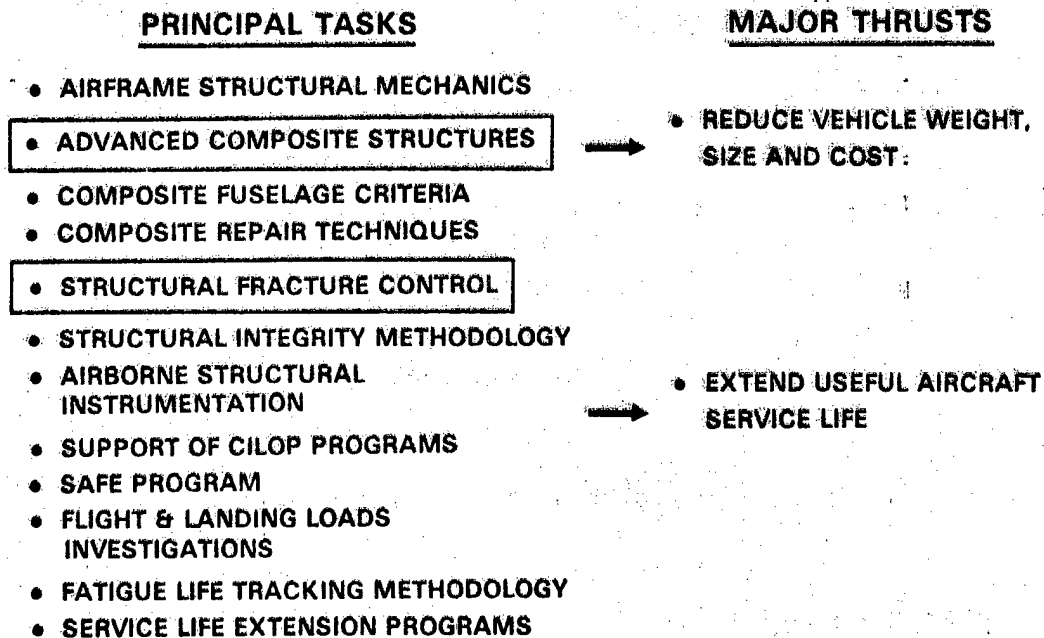 PRINCIPAL TASKS
• AIRFRAME STRUCTURAL MECHANICS
• ADVANCED COMPOSITE STRUCTURES
• COMPOSITE FUSELAGE CRITERIA
• COMPOSITE REPAIR TECHNIQUES
• STRUCTURAL FRACTURE CONTROL
• STRUCTURAL INTEGRITY METHODOLOGY
• AIRBORNE STRUCTURAL
INSTRUMENTATION
• SUPPORT OF CILOP PROGRAMS
• SAFE PROGRAM
• FLIGHT & LANDING LOADS
INVESTIGATIONS
• FATIGUE LIFE TRACKING METHODOLOGY
• SERVICE LIFE EXTENSION PROGRAMS
MAJOR THRUSTS
• REDUCE VEHICLE WEIGHT,
SIZE AND COST.
• EXTEND USEFUL AIRCRAFT
SERVICE LIFE